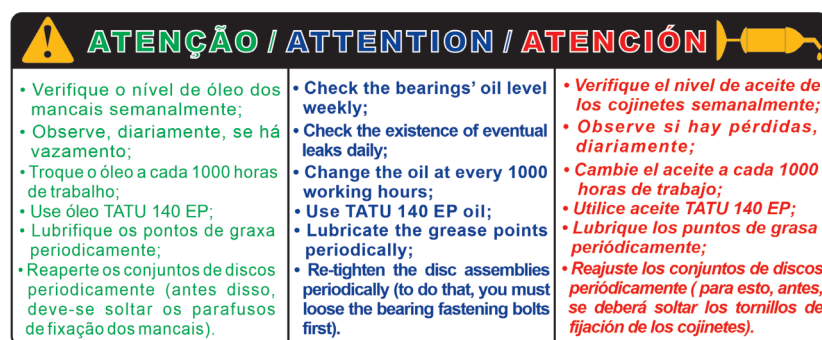 ATENÇÃO / ATTENTION / ATENCIÓN
• Verifique o nível de óleo dos
mancais semanalmente;
• Observe, diariamente, se há
vazamento;
• Troque o óleo a cada 1000 horas
de trabalho;
• Use óleo TATU 140 EP;
• Lubrifique os pontos de graxa
periodicamente;
• Reaperte os conjuntos de discos
periodicamente (antes disso,
deve-se soltar os parafusos
de fixação dos mancais).
• Check the bearings' oil level
weekly;
• Check the existence of eventual
leaks daily;
• Change the oil at every 1000
working hours;
• Use TATU 140 EP oil;
• Lubricate the grease points
periodically;
• Re-tighten the disc assemblies
periodically (to do that, you must
loose the bearing fastening bolts
first).
• Verifique el nivel de aceite de
los cojinetes semanalmente;
• Observe si hay pérdidas,
diariamente;
• Cambie el aceite a cada 1000
horas de trabajo;
• Utilice aceite TATU 140 EP;
• Lubrique los puntos de grasa
periódicamente;
• Reajuste los conjuntos de discos
periódicamente ( para esto, antes,
se deberá soltar los tornillos de
fijación de los cojinetes).